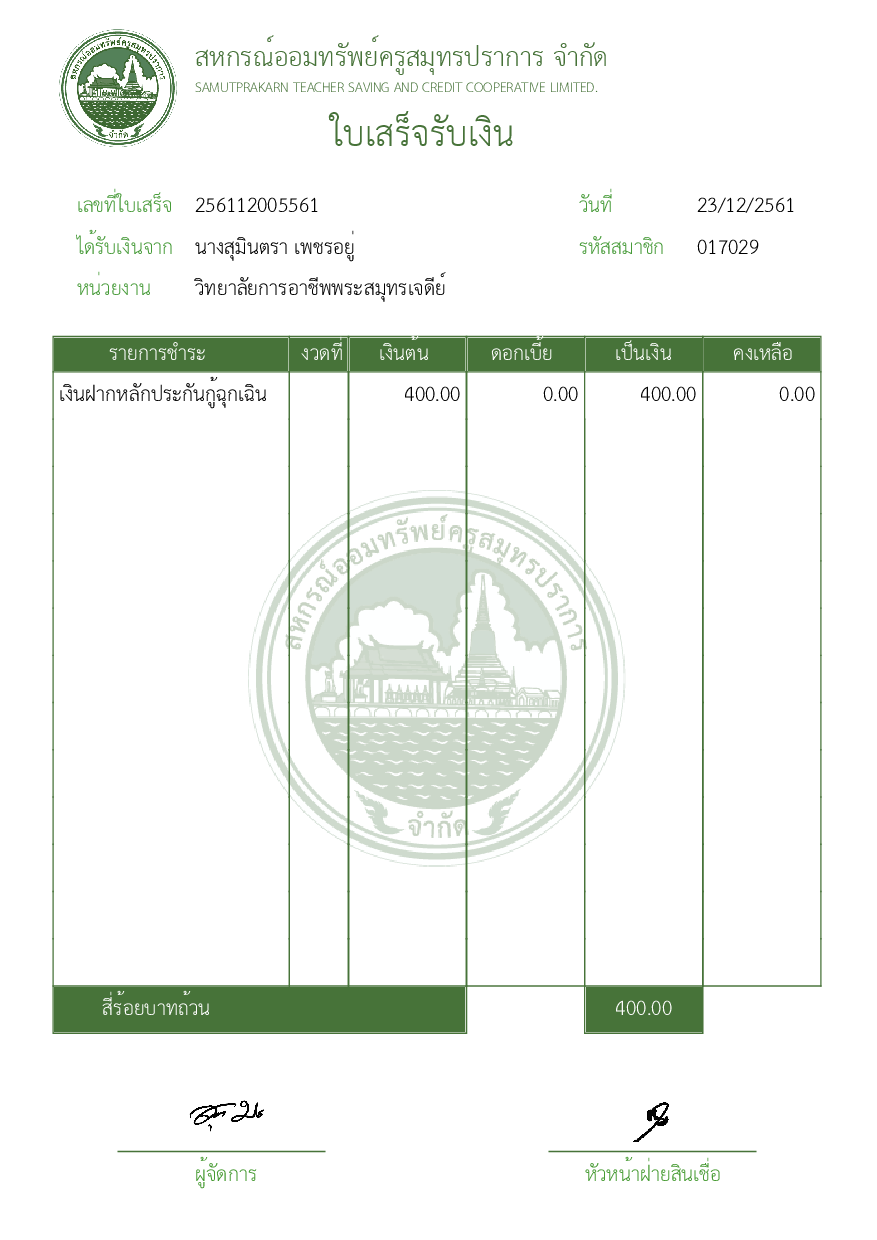 สหกรณ์ออมทรัพย์ครูสมุทรปราการ จำกัด
SAMUTPRAKARN TEACHER SAVING AND CREDIT COOPERATIVE LIMITED.
ใบเสร็จรับเงิน
เลขที่ใบเสร็จ 256112005561 วันที่ 23/12/2561
ได้รับเงินจาก นางสุมินตรา เพชรอยู่ รหัสสมาชิก 017029
หน่วยงาน วิทยาลัยการอาชีพพระสมุทรเจดีย์
รายการชำระ งวดที่ เงินต้น ดอกเบี้ย เป็นเงิน คงเหลือ
เงินฝากหลักประกันกู้ฉุกเฉิน 400.00 0.00 400.00 0.00
สหกรณ์ออมทรัพย์ครูสมุทรปราการ
จำกัด
สี่ร้อยบาทถ้วน 400.00
ผู้จัดการ หัวหน้าฝ่ายสินเชื่อ